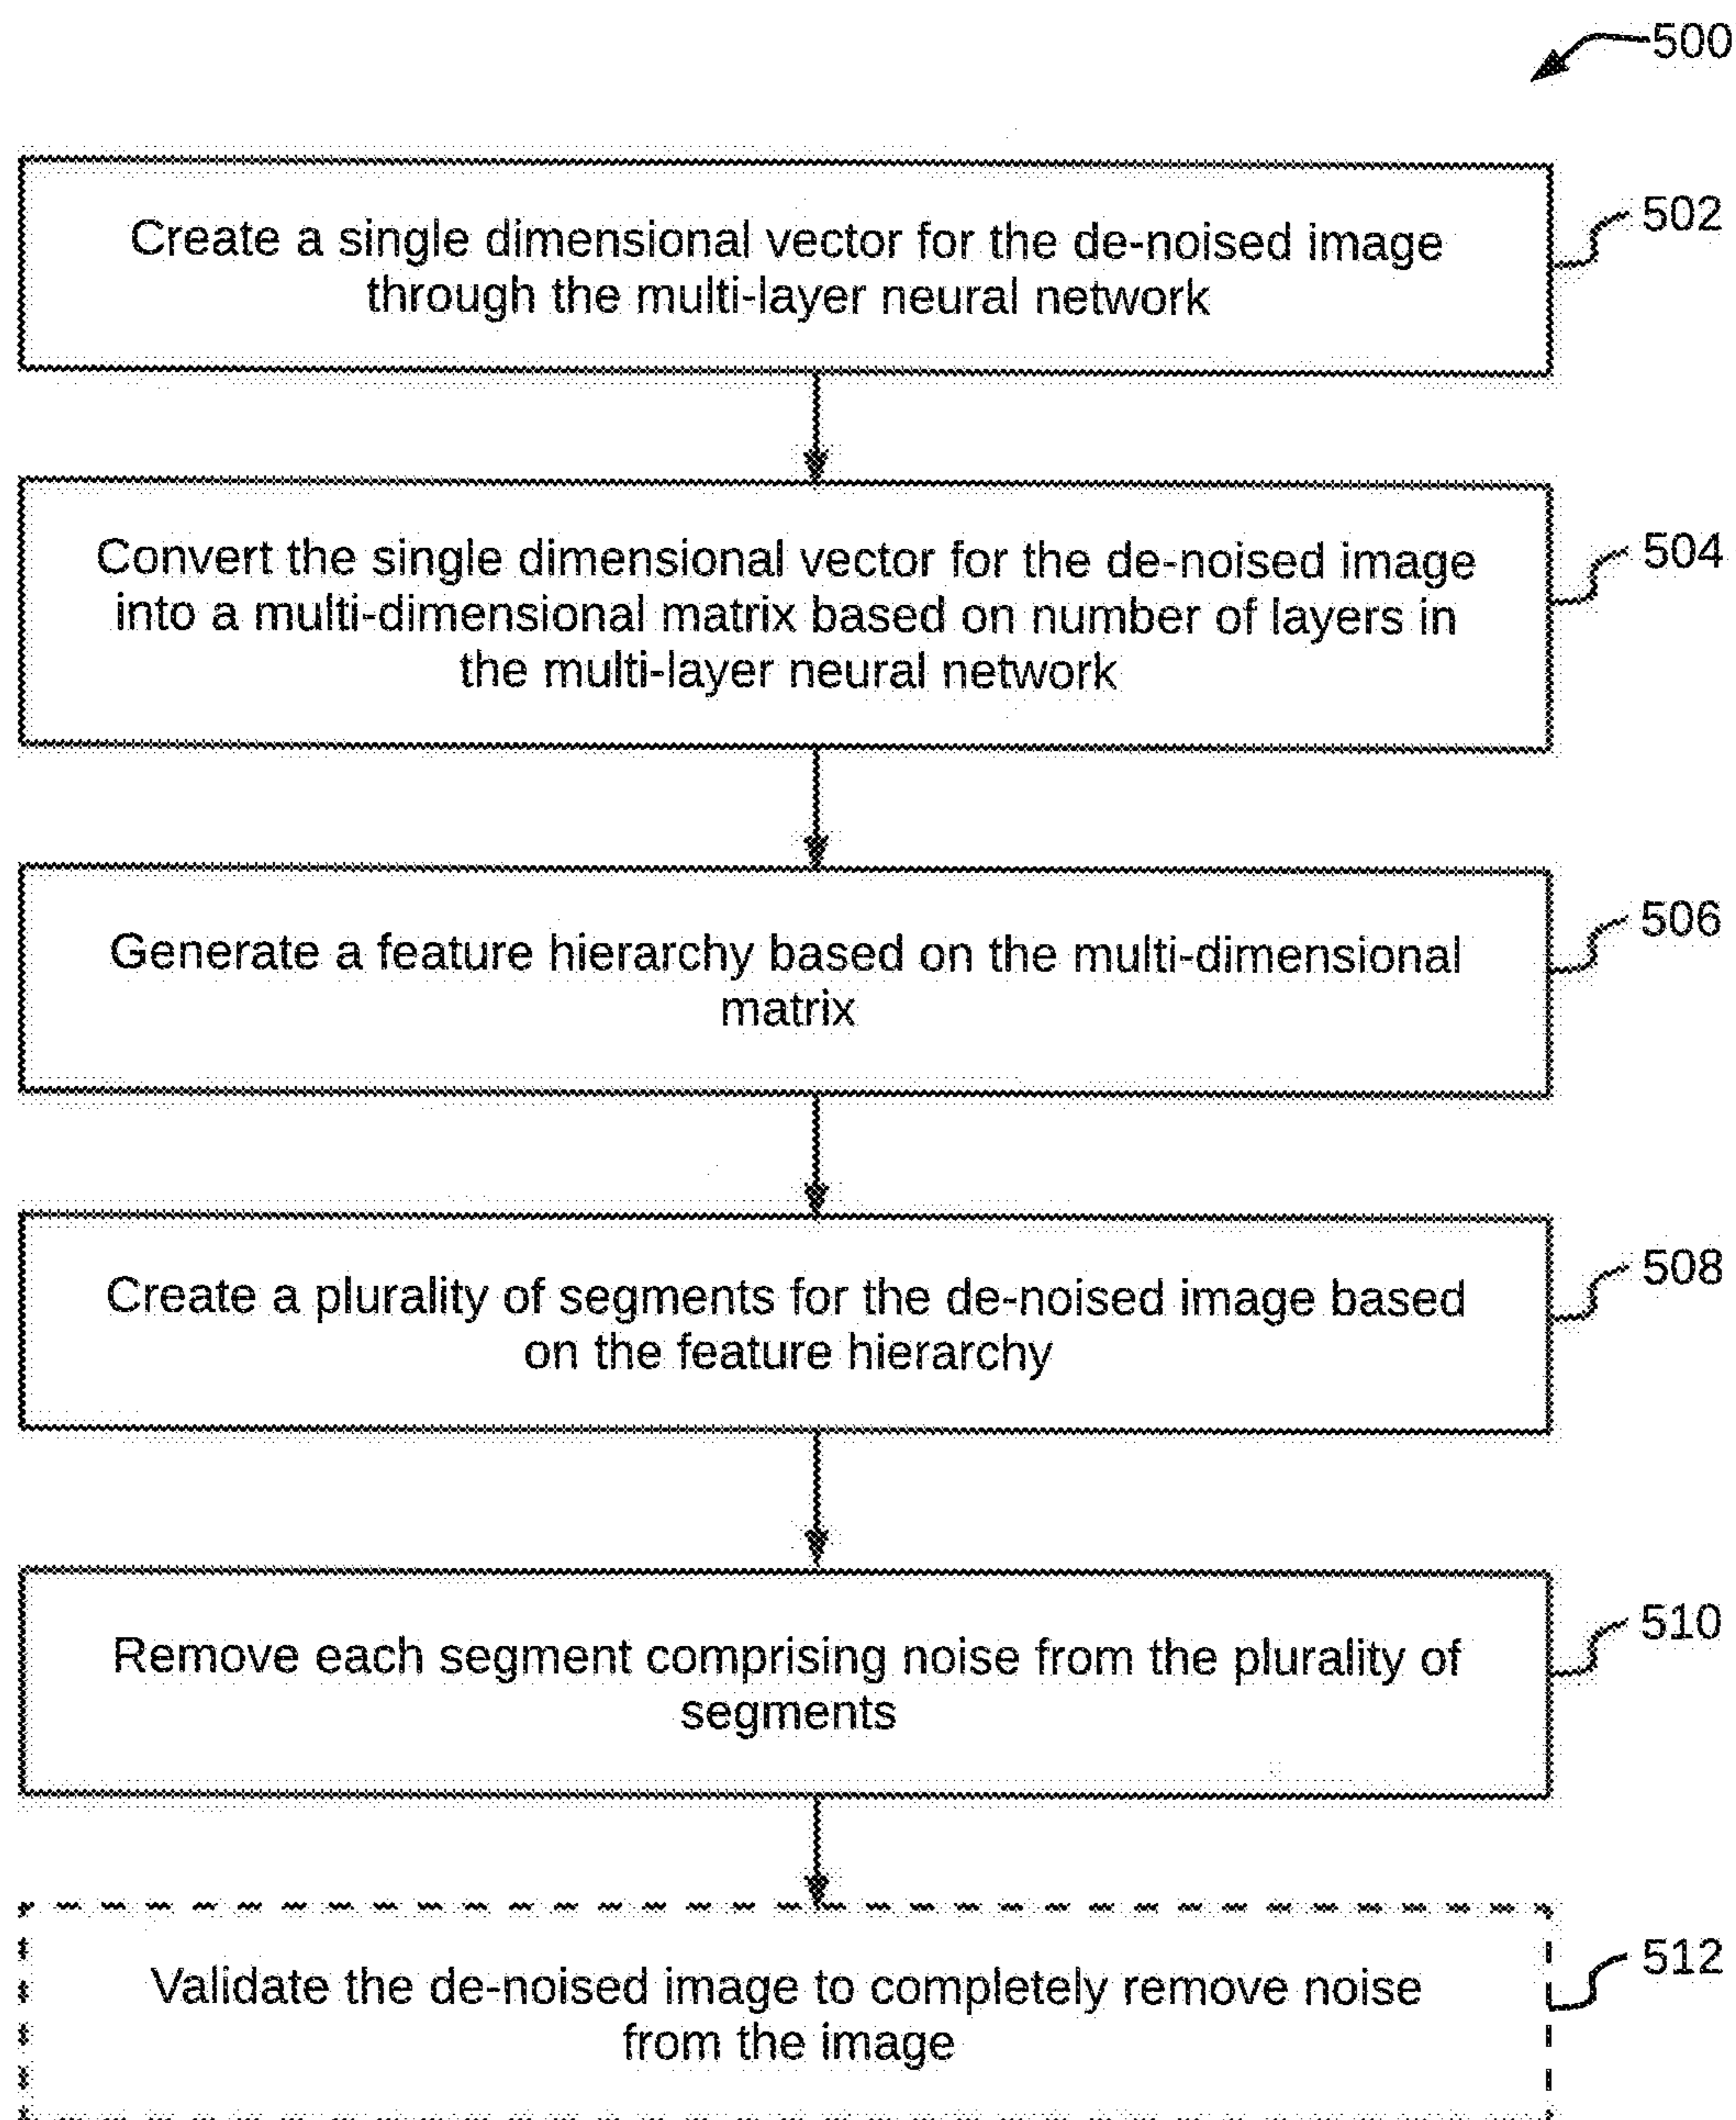 500
Create a single dimensional vector for the de-noised image
through the multi-layer neural network
502
Convert the single dimensional vector for the de-noised image
into a multi-dimensional matrix based on number of layers in
the multi-layer neural network
504
Generate a feature hierarchy based on the multi-dimensional
matrix
506
Create a plurality of segments for the de-noised image based
on the feature hierarchy
508
Remove each segment comprising noise from the plurality of
segments
510
Validate the de-noised image to completely remove noise
from the image
512